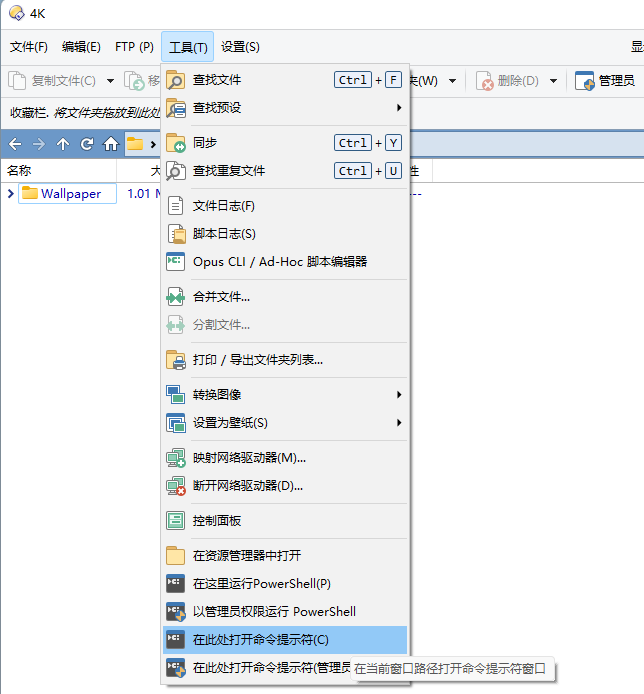 4K
文件(F) 编辑(E) FTP (P) 工具(T) 设置(S)
复制文件(C) 删除(D) 管理员
收藏栏. 将文件夹拖放到此处
名称
Wallpaper 1.01
查找文件 Ctrl + F
查找预设
同步 Ctrl + Y
查找重复文件 Ctrl + U
文件日志(F)
脚本日志(S)
Opus CLI / Ad-Hoc 脚本编辑器
合并文件...
分割文件...
打印 / 导出文件夹列表...
转换图像
设置为壁纸(S)
映射网络驱动器(M)...
断开网络驱动器(D)...
控制面板
在资源管理器中打开
在这里运行PowerShell(P)
以管理员权限运行 PowerShell
在此处打开命令提示符(C)
在此处打开命令提示符(管理员
在当前窗口路径打开命令提示符窗口